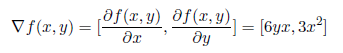 ∇f(x, y) = [∂f(x, y)/∂x, ∂f(x, y)/∂y] = [6yx, 3x²]